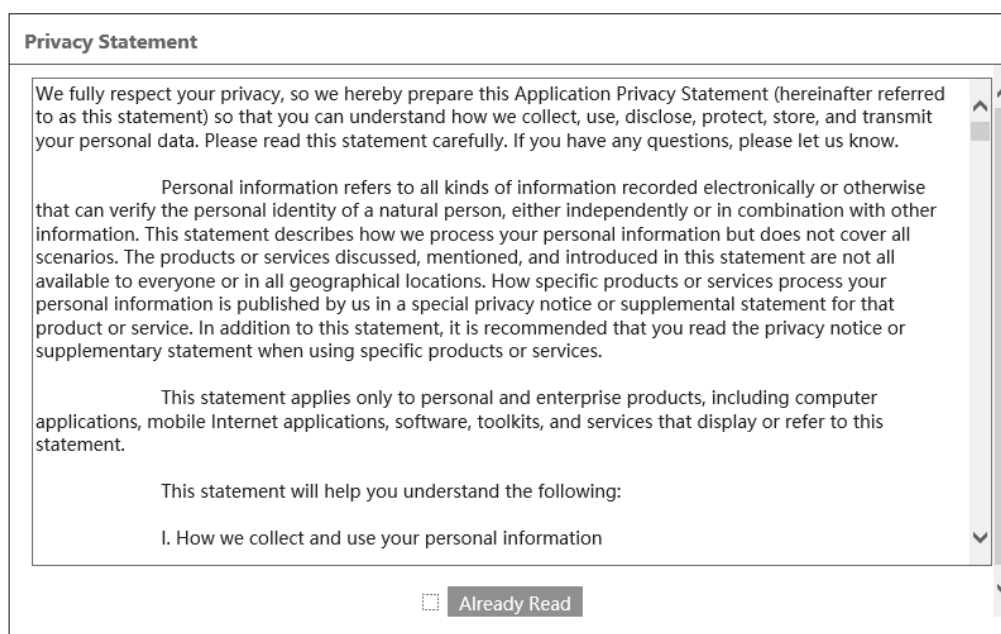 Privacy Statement
We fully respect your privacy, so we hereby prepare this Application Privacy Statement (hereinafter referred
to as this statement) so that you can understand how we collect, use, disclose, protect, store, and transmit
your personal data. Please read this statement carefully. If you have any questions, please let us know.
Personal information refers to all kinds of information recorded electronically or otherwise
that can verify the personal identity of a natural person, either independently or in combination with other
information. This statement describes how we process your personal information but does not cover all
scenarios. The products or services discussed, mentioned, and introduced in this statement are not all
available to everyone or in all geographical locations. How specific products or services process your
personal information is published by us in a special privacy notice or supplemental statement for that
product or service. In addition to this statement, it is recommended that you read the privacy notice or
supplementary statement when using specific products or services.
This statement applies only to personal and enterprise products, including computer
applications, mobile Internet applications, software, toolkits, and services that display or refer to this
statement.
This statement will help you understand the following:
I. How we collect and use your personal information
Already Read